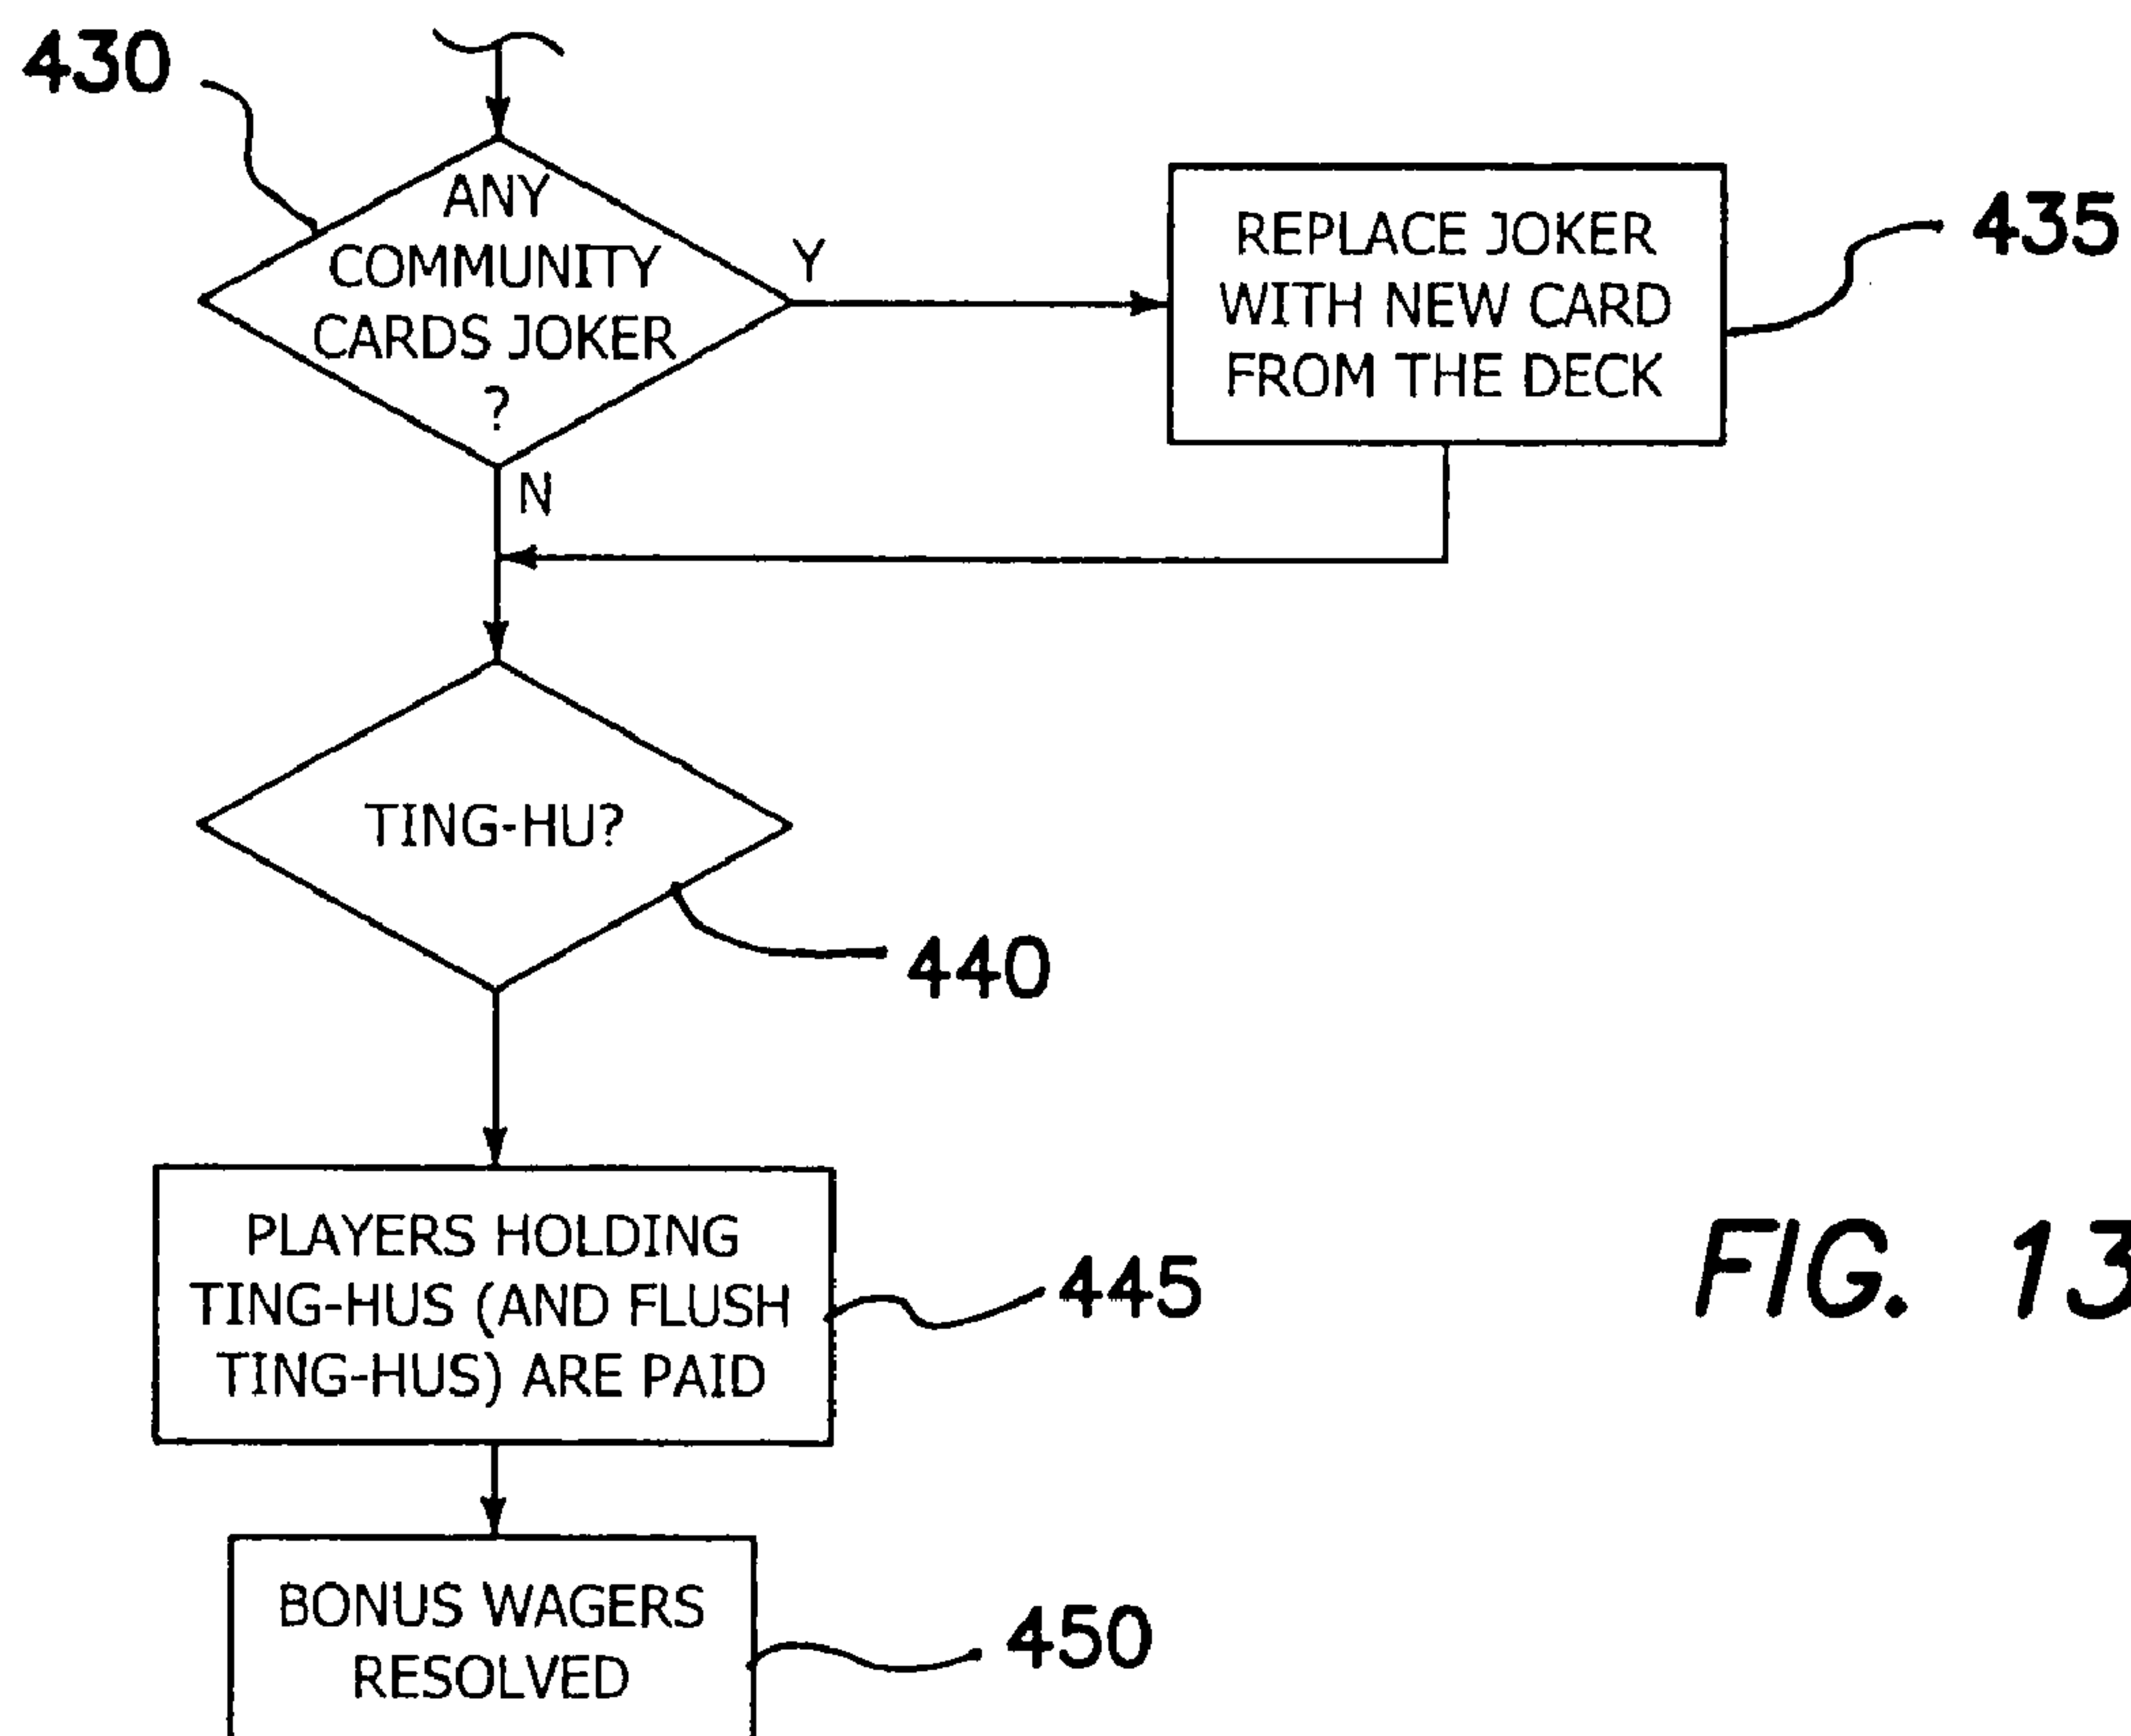 430
ANY
COMMUNITY
CARDS JOKER
?
Y
N
REPLACE JOKER
WITH NEW CARD
FROM THE DECK
435
TING-HU?
440
PLAYERS HOLDING
TING-HUS (AND FLUSH
TING-HUS) ARE PAID
445
FIG. 13
BONUS WAGERS
RESOLVED
450